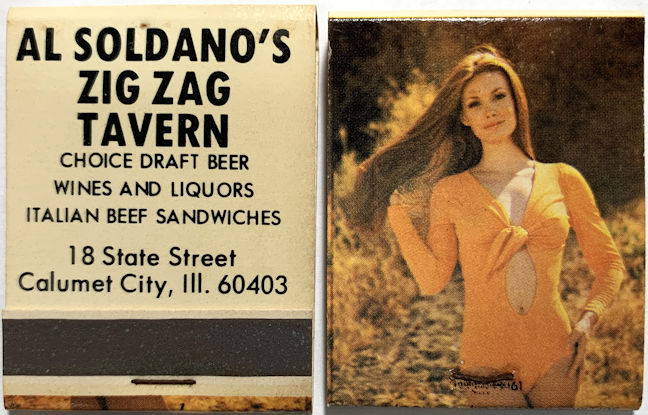 AL SOLDANO'S
ZIG ZAG
TAVERN
CHOICE DRAFT BEER
WINES AND LIQUORS
ITALIAN BEEF SANDWICHES
18 State Street
Calumet City, Ill. 60403